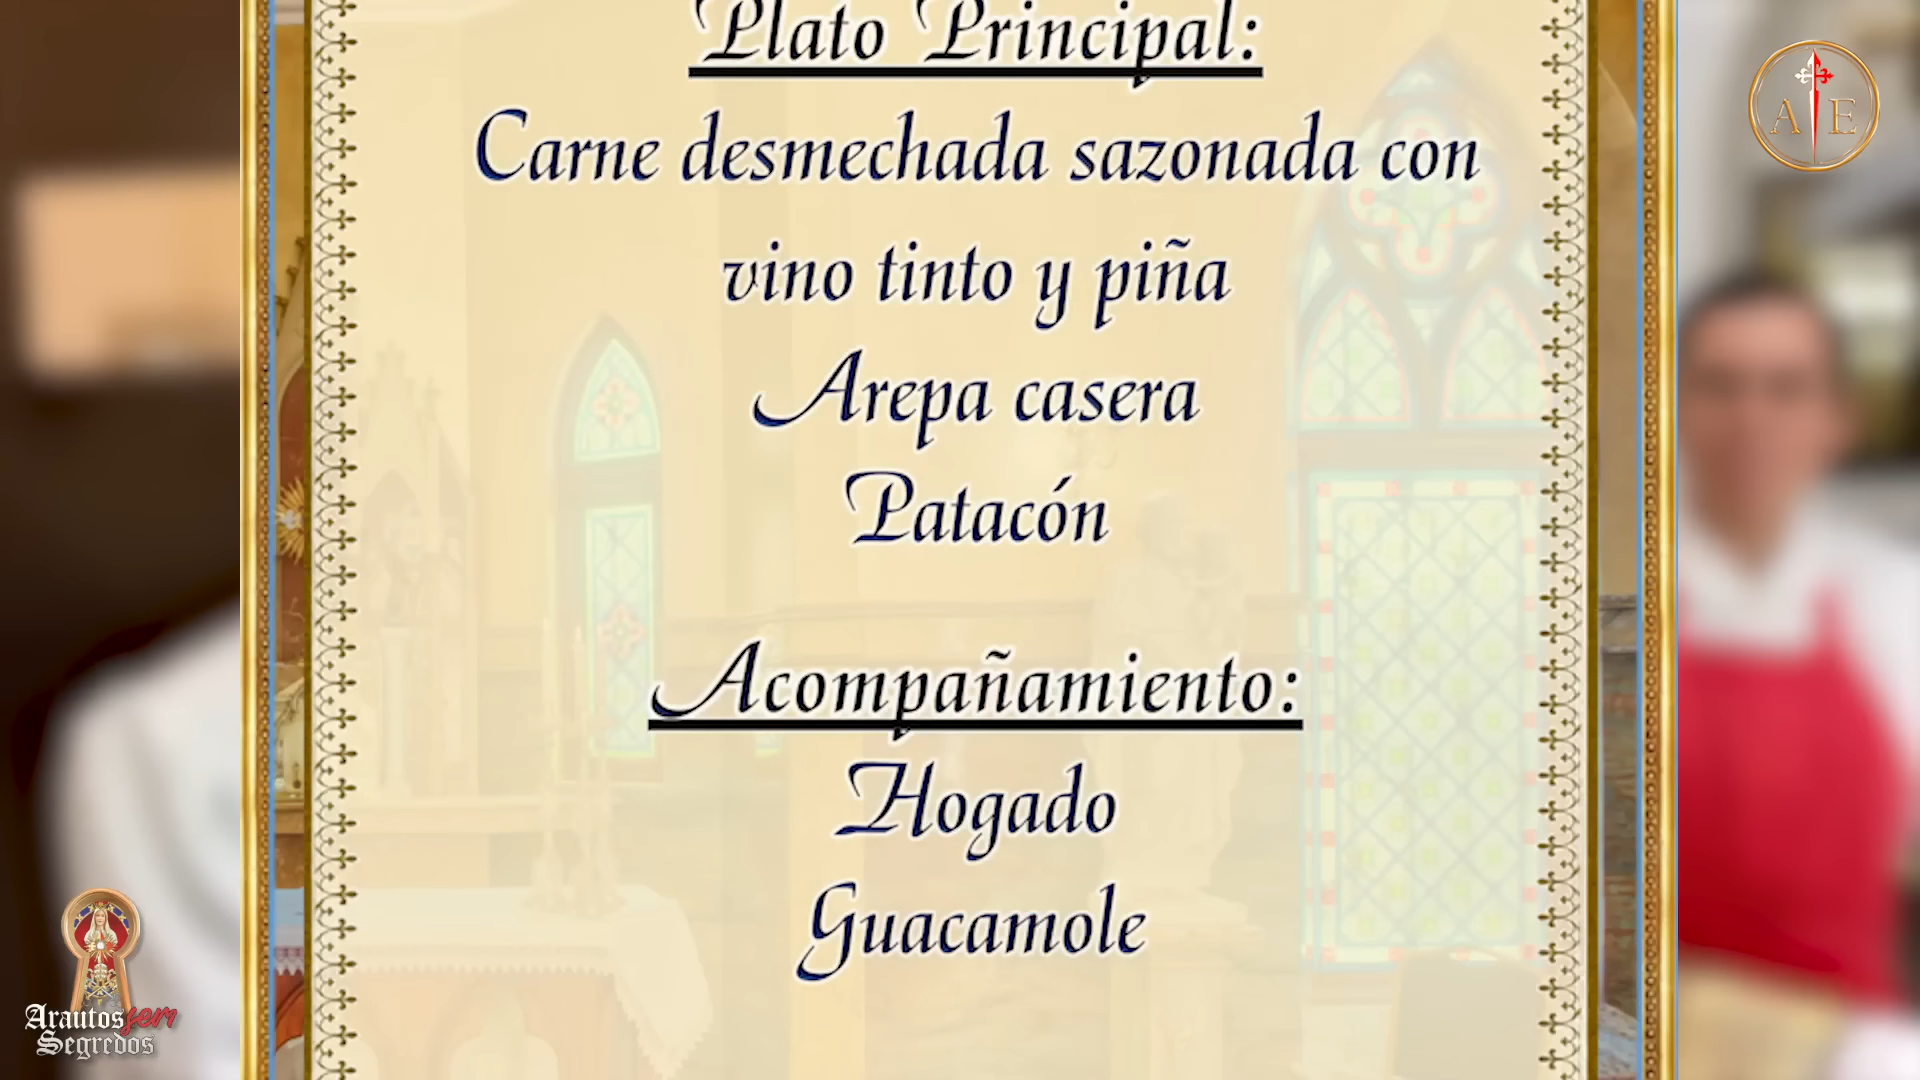 Plato Principal:
Carne desmechada sazonada con
vino tinto y piña
Arepa casera
Patacón
Acompañamiento:
Hogado
Guacamole
A E
Arautos sem
Segredos